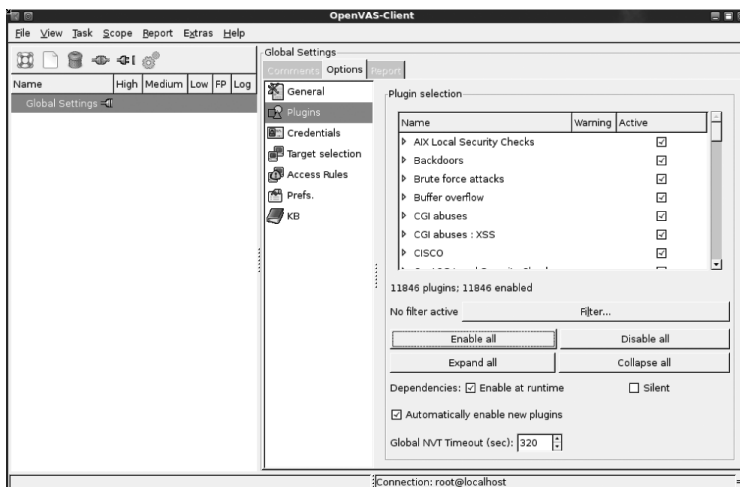 OpenVAS-Client
File View Task Scope Report Extras Help
Global Settings
Comments Options Report
Name High Medium Low FP Log
Global Settings
General
Plugins
Credentials
Target selection
Access Rules
Prefs.
KB
Plugin selection
Name Warning Active
AIX Local Security Checks
Backdoors
Brute force attacks
Buffer overflow
CGI abuses
CGI abuses : XSS
CISCO
11846 plugins; 11846 enabled
No filter active Filter...
Enable all Disable all
Expand all Collapse all
Dependencies: Enable at runtime Silent
Automatically enable new plugins
Global NVT Timeout (sec): 320
Connection: root@localhost